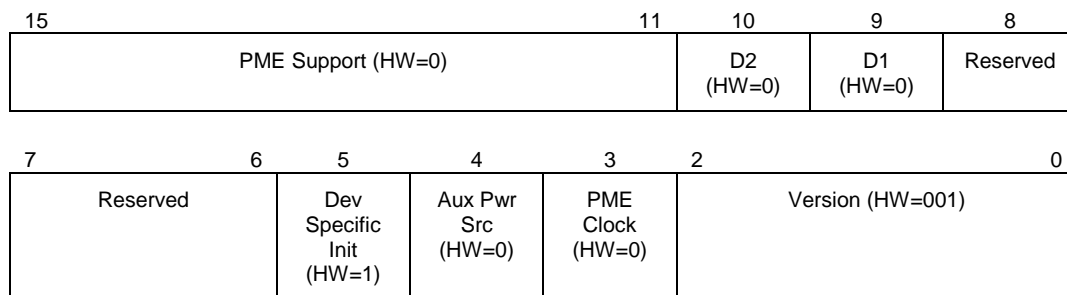 15 11 10 9 8
PME Support (HW=0) D2 D1 Reserved
(HW=0) (HW=0)
7 6 5 4 3 2 0
Reserved Dev Aux Pwr PME Version (HW=001)
Specific Src Clock
Init (HW=0) (HW=0)
(HW=1)